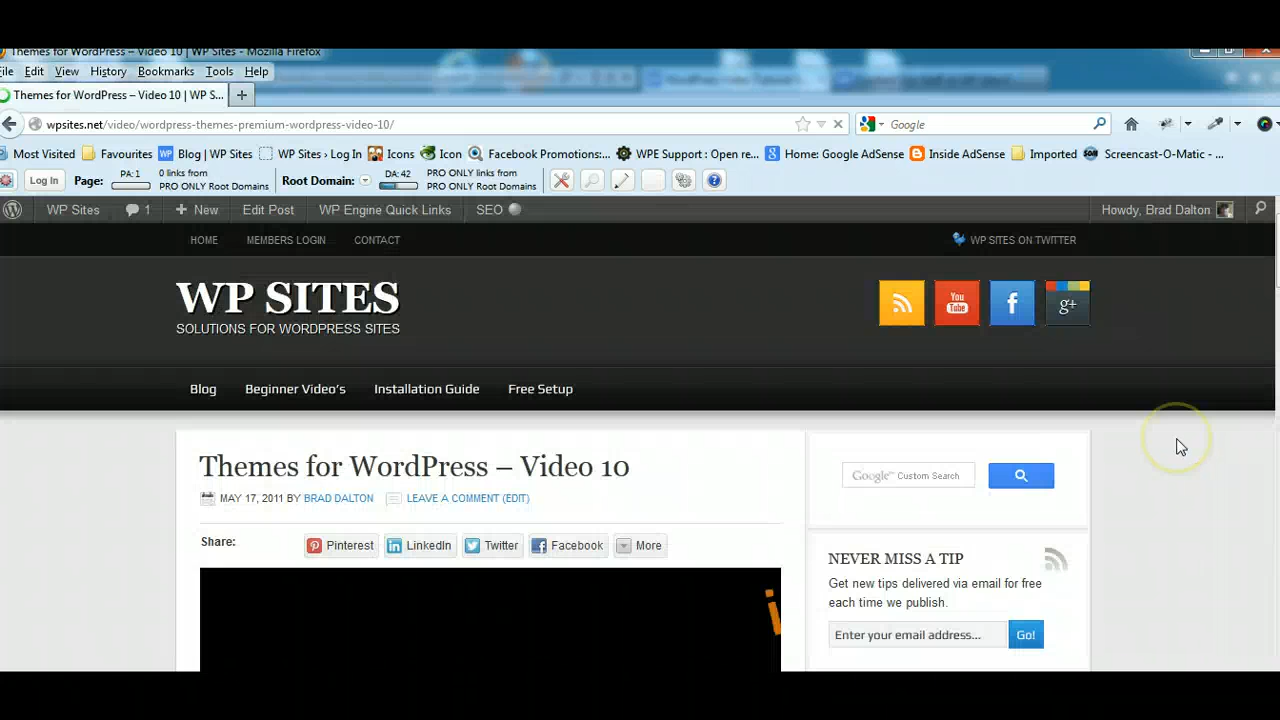 Themes for WordPress – Video 10 | WP Sites - Mozilla Firefox
File Edit View History Bookmarks Tools Help
Themes for WordPress – Video 10 | WP S... +
wpsites.net/video/wordpress-themes-premium-wordpress-video-10/ Google
Most Visited Favourites Blog | WP Sites WP Sites › Log In Icons Icon Facebook Promotions:... WPE Support : Open re... Home: Google AdSense Inside AdSense Imported Screencast-O-Matic - ...
Log In Page: PA: 1 0 links from Root Domain: DA: 42 PRO ONLY links from
PRO ONLY Root Domains PRO ONLY Root Domains
WP Sites 1 + New Edit Post WP Engine Quick Links SEO Howdy, Brad Dalton
HOME MEMBERS LOGIN CONTACT WP SITES ON TWITTER
WP SITES
SOLUTIONS FOR WORDPRESS SITES
You Tube f g+
Blog Beginner Video's Installation Guide Free Setup
Themes for WordPress – Video 10
MAY 17, 2011 BY BRAD DALTON LEAVE A COMMENT (EDIT)
Share: Pinterest LinkedIn Twitter Facebook More
Google™ Custom Search
NEVER MISS A TIP
Get new tips delivered via email for free
each time we publish.
Enter your email address... Go!